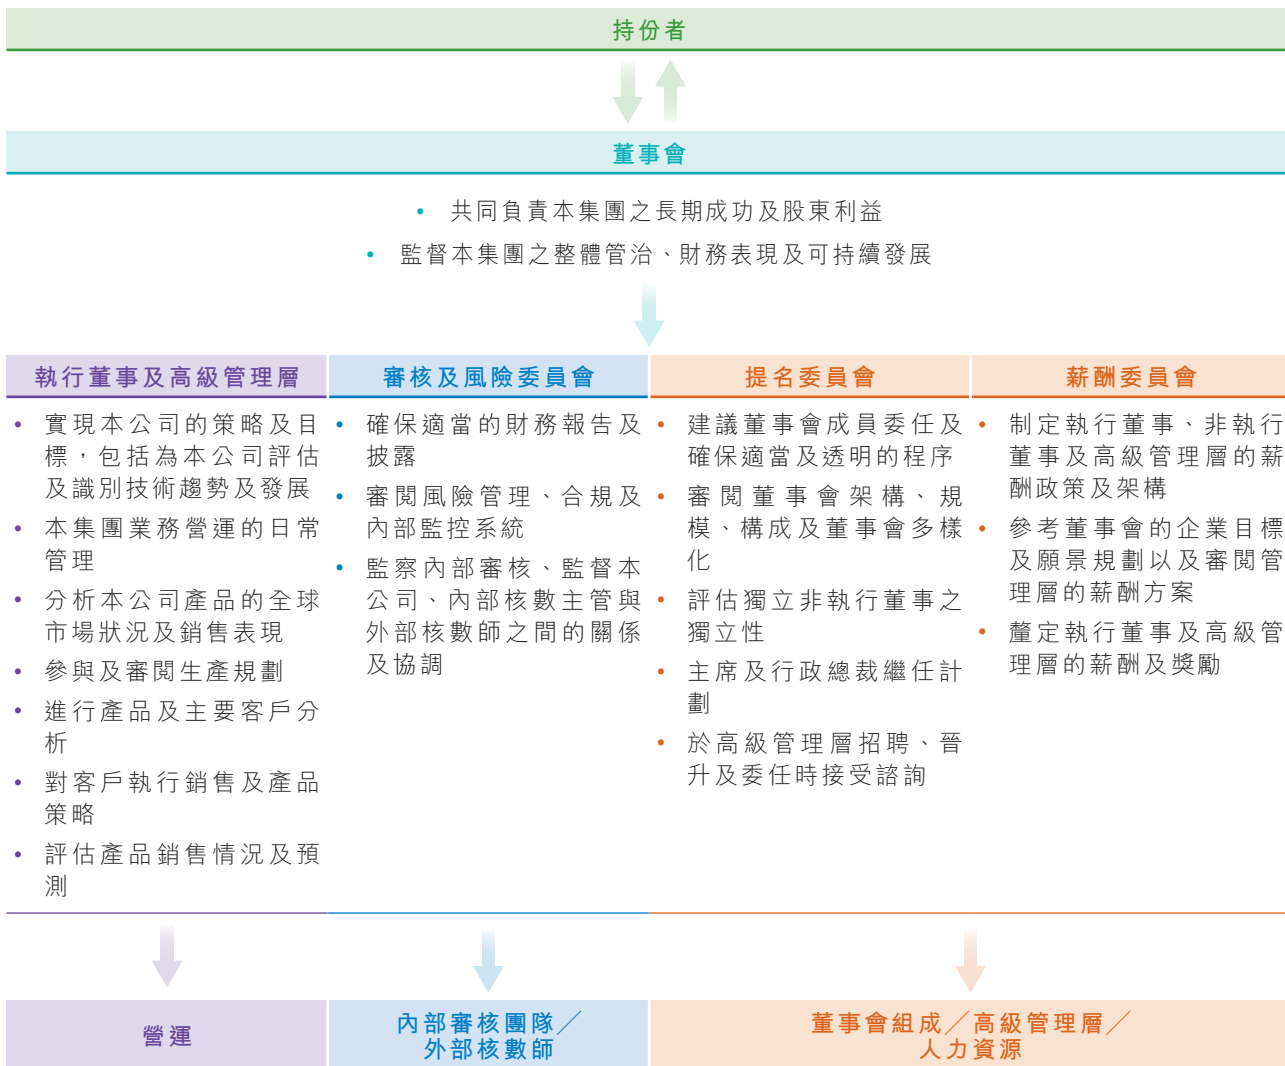 持份者
董事會
• 共同負責本集團之長期成功及股東利益
• 監督本集團之整體管治、財務表現及可持續發展
執行董事及高級管理層
• 實現本公司的策略及目
標，包括為本公司評估
及識別技術趨勢及發展
• 本集團業務營運的日常
管理
• 分析本公司產品的全球
市場狀況及銷售表現
• 參與及審閱生產規劃
• 進行產品及主要客戶分
析
• 對客戶執行銷售及產品
策略
• 評估產品銷售情況及預
測
審核及風險委員會
• 確保適當的財務報告及
披露
• 審閱風險管理、合規及
內部監控系統
• 監察內部審核、監督本
公司、內部核數主管與
外部核數師之間的關係
及協調
提名委員會
• 建議董事會成員委任及
確保適當及透明的程序
• 審閱董事會架構、規
模、構成及董事會多樣
化
• 評估獨立非執行董事之
獨立性
• 主席及行政總裁繼任計
劃
• 於高級管理層招聘、晉
升及委任時接受諮詢
薪酬委員會
• 制定執行董事、非執行
董事及高級管理層的薪
酬政策及架構
• 參考董事會的企業目標
及願景規劃以及審閱管
理層的薪酬方案
• 釐定執行董事及高級管
理層的薪酬及獎勵
營運
內部審核團隊／
外部核數師
董事會組成／高級管理層／
人力資源